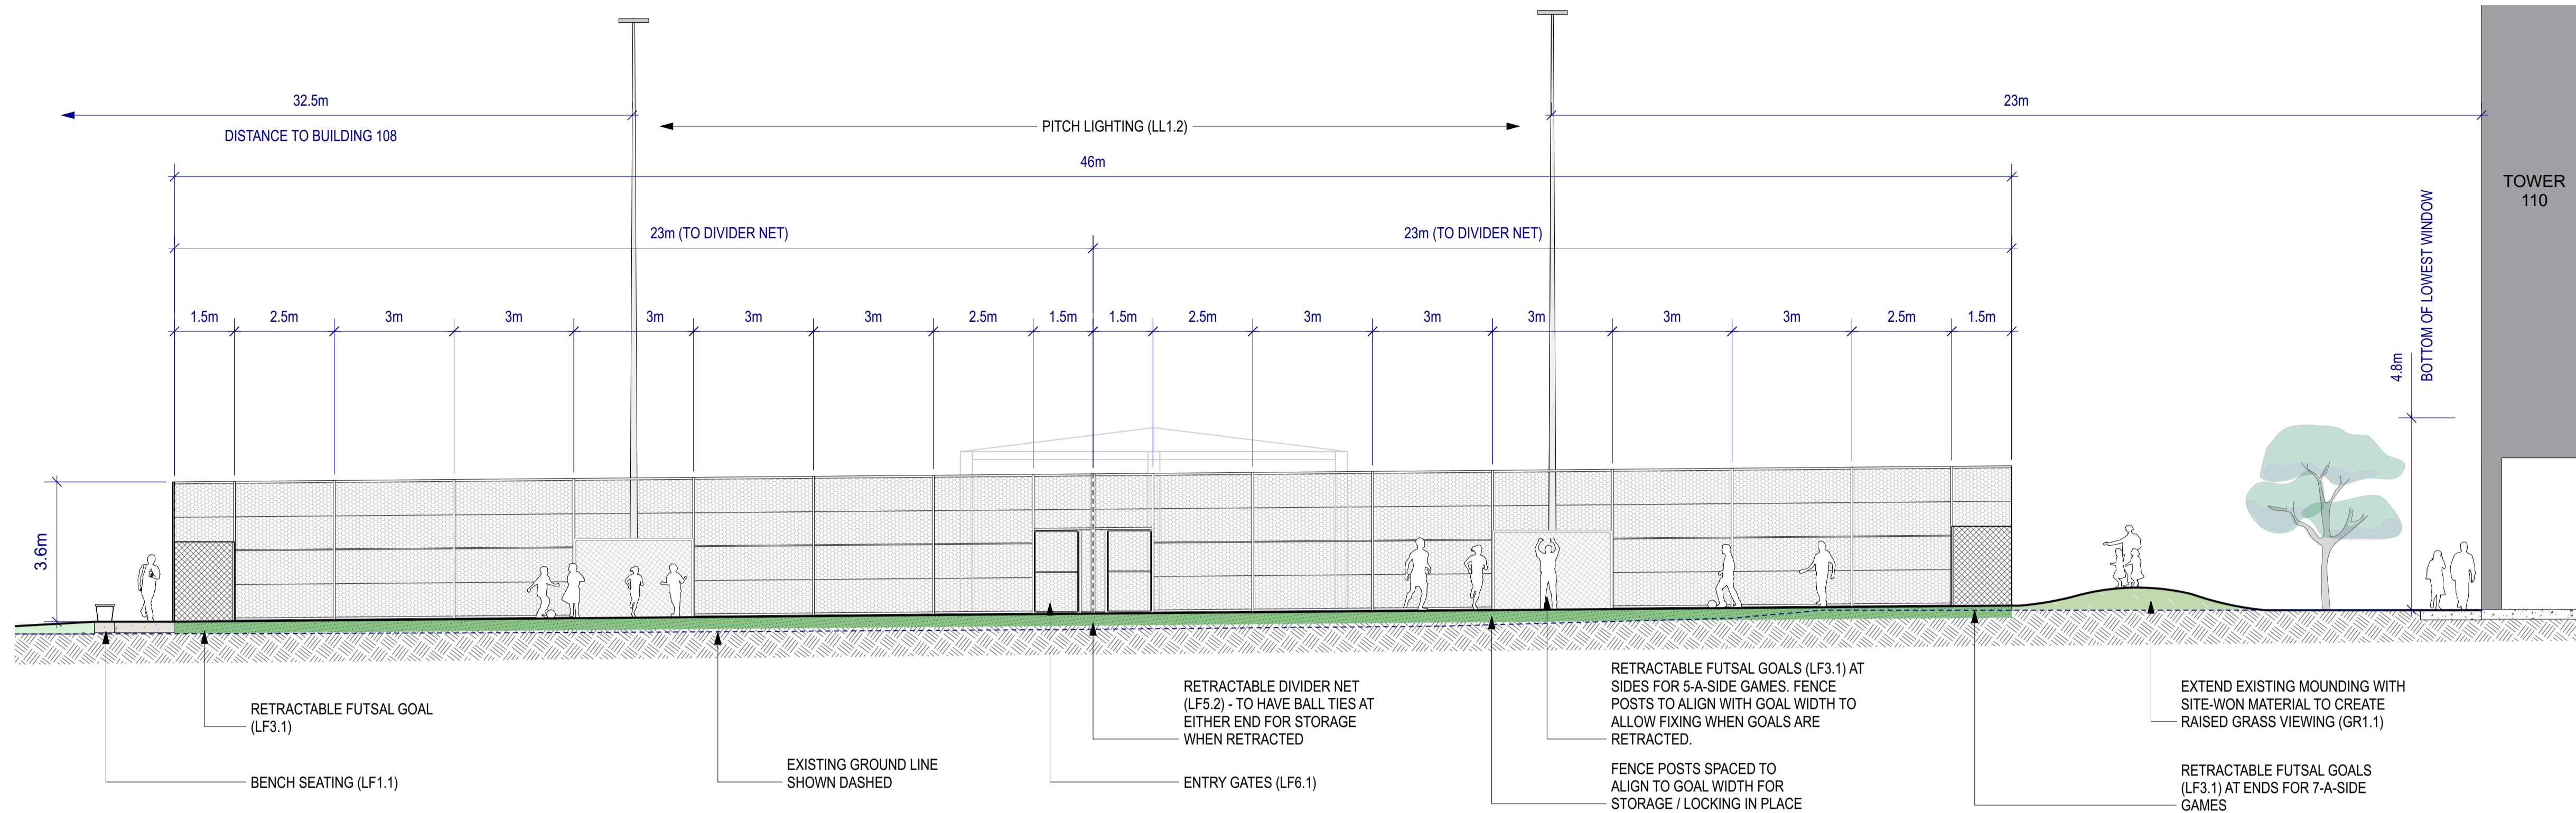 32.5m
23m
PITCH LIGHTING (LL1.2)
DISTANCE TO BUILDING 108
46m
TOWER
110
23m (TO DIVIDER NET)
23m (TO DIVIDER NET)
BOTTOM OF LOWEST WINDOW
1.5m
2.5m
3m
3m
3m
3m
3m
2.5m
1.5m
1.5m
2.5m
3m
3m
3m
3m
3m
2.5m
1.5m
4.8m
3.6m
RETRACTABLE FUTSAL GOAL
(LF3.1)
BENCH SEATING (LF1.1)
EXISTING GROUND LINE
SHOWN DASHED
RETRACTABLE DIVIDER NET
(LF5.2) - TO HAVE BALL TIES AT
EITHER END FOR STORAGE
WHEN RETRACTED
ENTRY GATES (LF6.1)
RETRACTABLE FUTSAL GOALS (LF3.1) AT
SIDES FOR 5-A-SIDE GAMES. FENCE
POSTS TO ALIGN WITH GOAL WIDTH TO
ALLOW FIXING WHEN GOALS ARE
RETRACTED.
FENCE POSTS SPACED TO
ALIGN TO GOAL WIDTH FOR
STORAGE / LOCKING IN PLACE
EXTEND EXISTING MOUNDING WITH
SITE-WON MATERIAL TO CREATE
RAISED GRASS VIEWING (GR1.1)
RETRACTABLE FUTSAL GOALS
(LF3.1) AT ENDS FOR 7-A-SIDE
GAMES